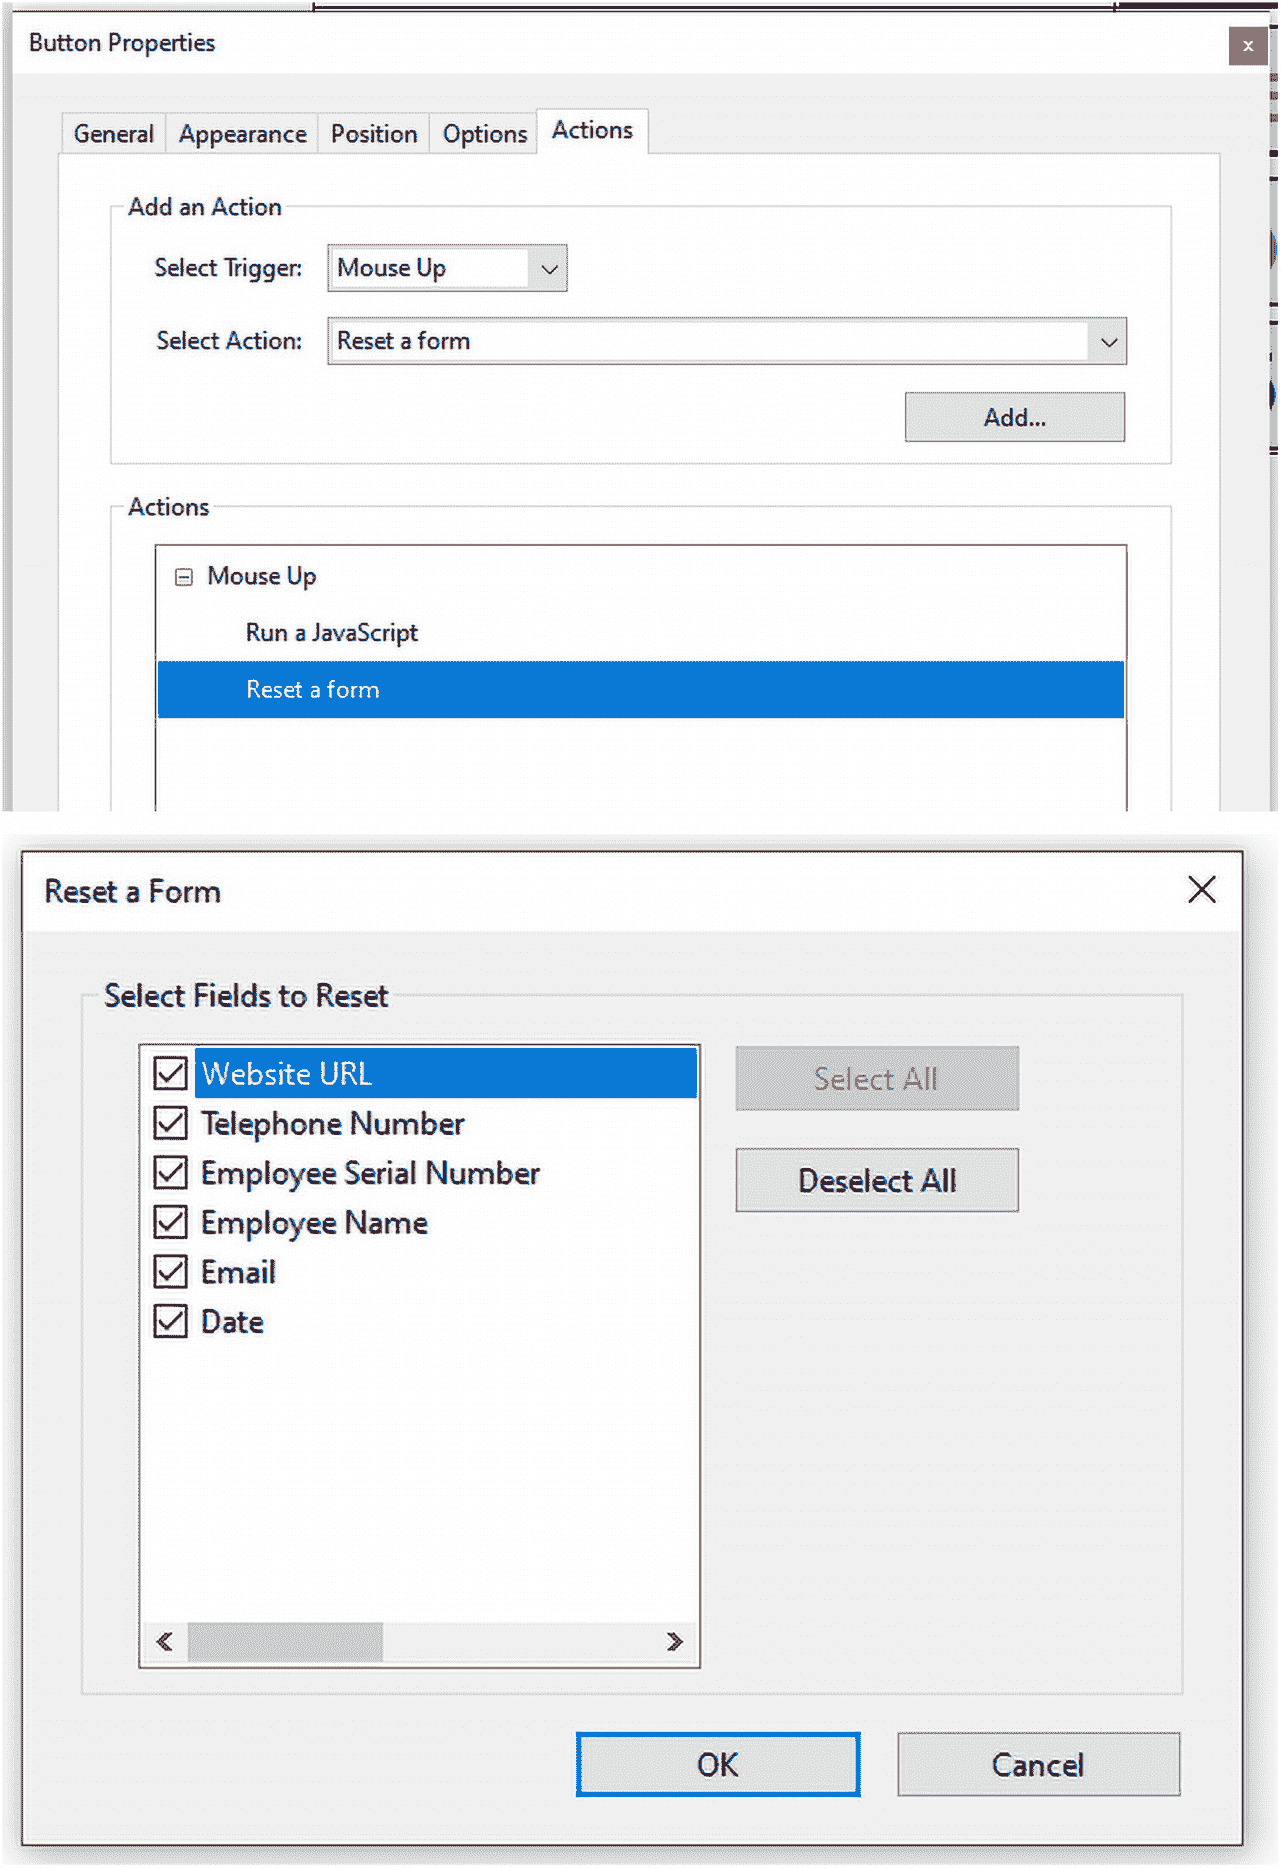 Button Properties
x
General Appearance Position Options Actions
Add an Action
Select Trigger: Mouse Up
Select Action: Reset a form
Add...
Actions
Mouse Up
Run a JavaScript
Reset a form
Reset a Form
Select Fields to Reset
Website URL
Select All
Telephone Number
Employee Serial Number
Deselect All
Employee Name
Email
Date
OK Cancel